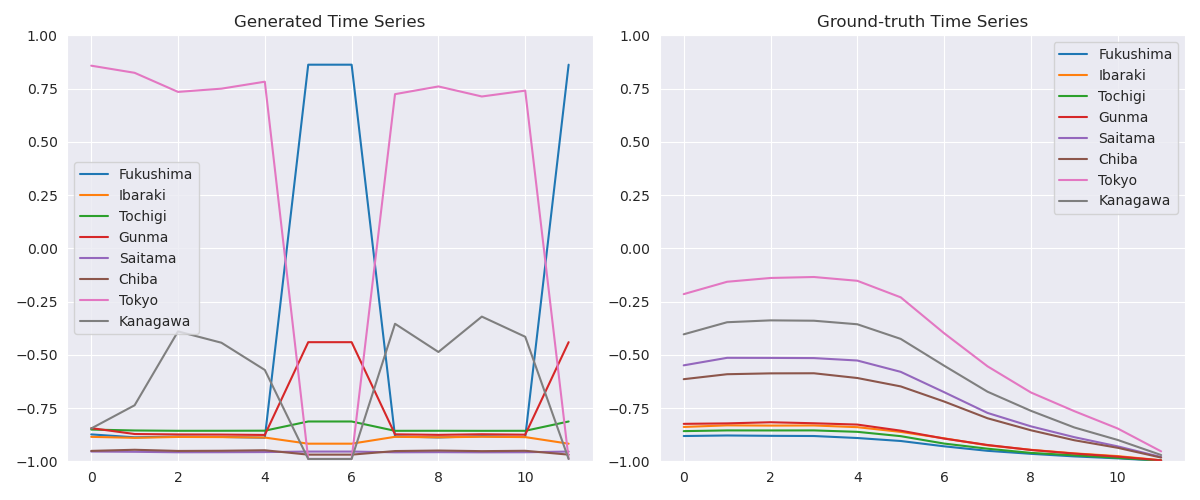 Generated Time Series
1.00
0.75
0.50
0.25
0.00
−0.25
−0.50
−0.75
−1.00
0 2 4 6 8 10
Fukushima
Ibaraki
Tochigi
Gunma
Saitama
Chiba
Tokyo
Kanagawa
Ground-truth Time Series
1.00
0.75
0.50
0.25
0.00
−0.25
−0.50
−0.75
−1.00
0 2 4 6 8 10
Fukushima
Ibaraki
Tochigi
Gunma
Saitama
Chiba
Tokyo
Kanagawa